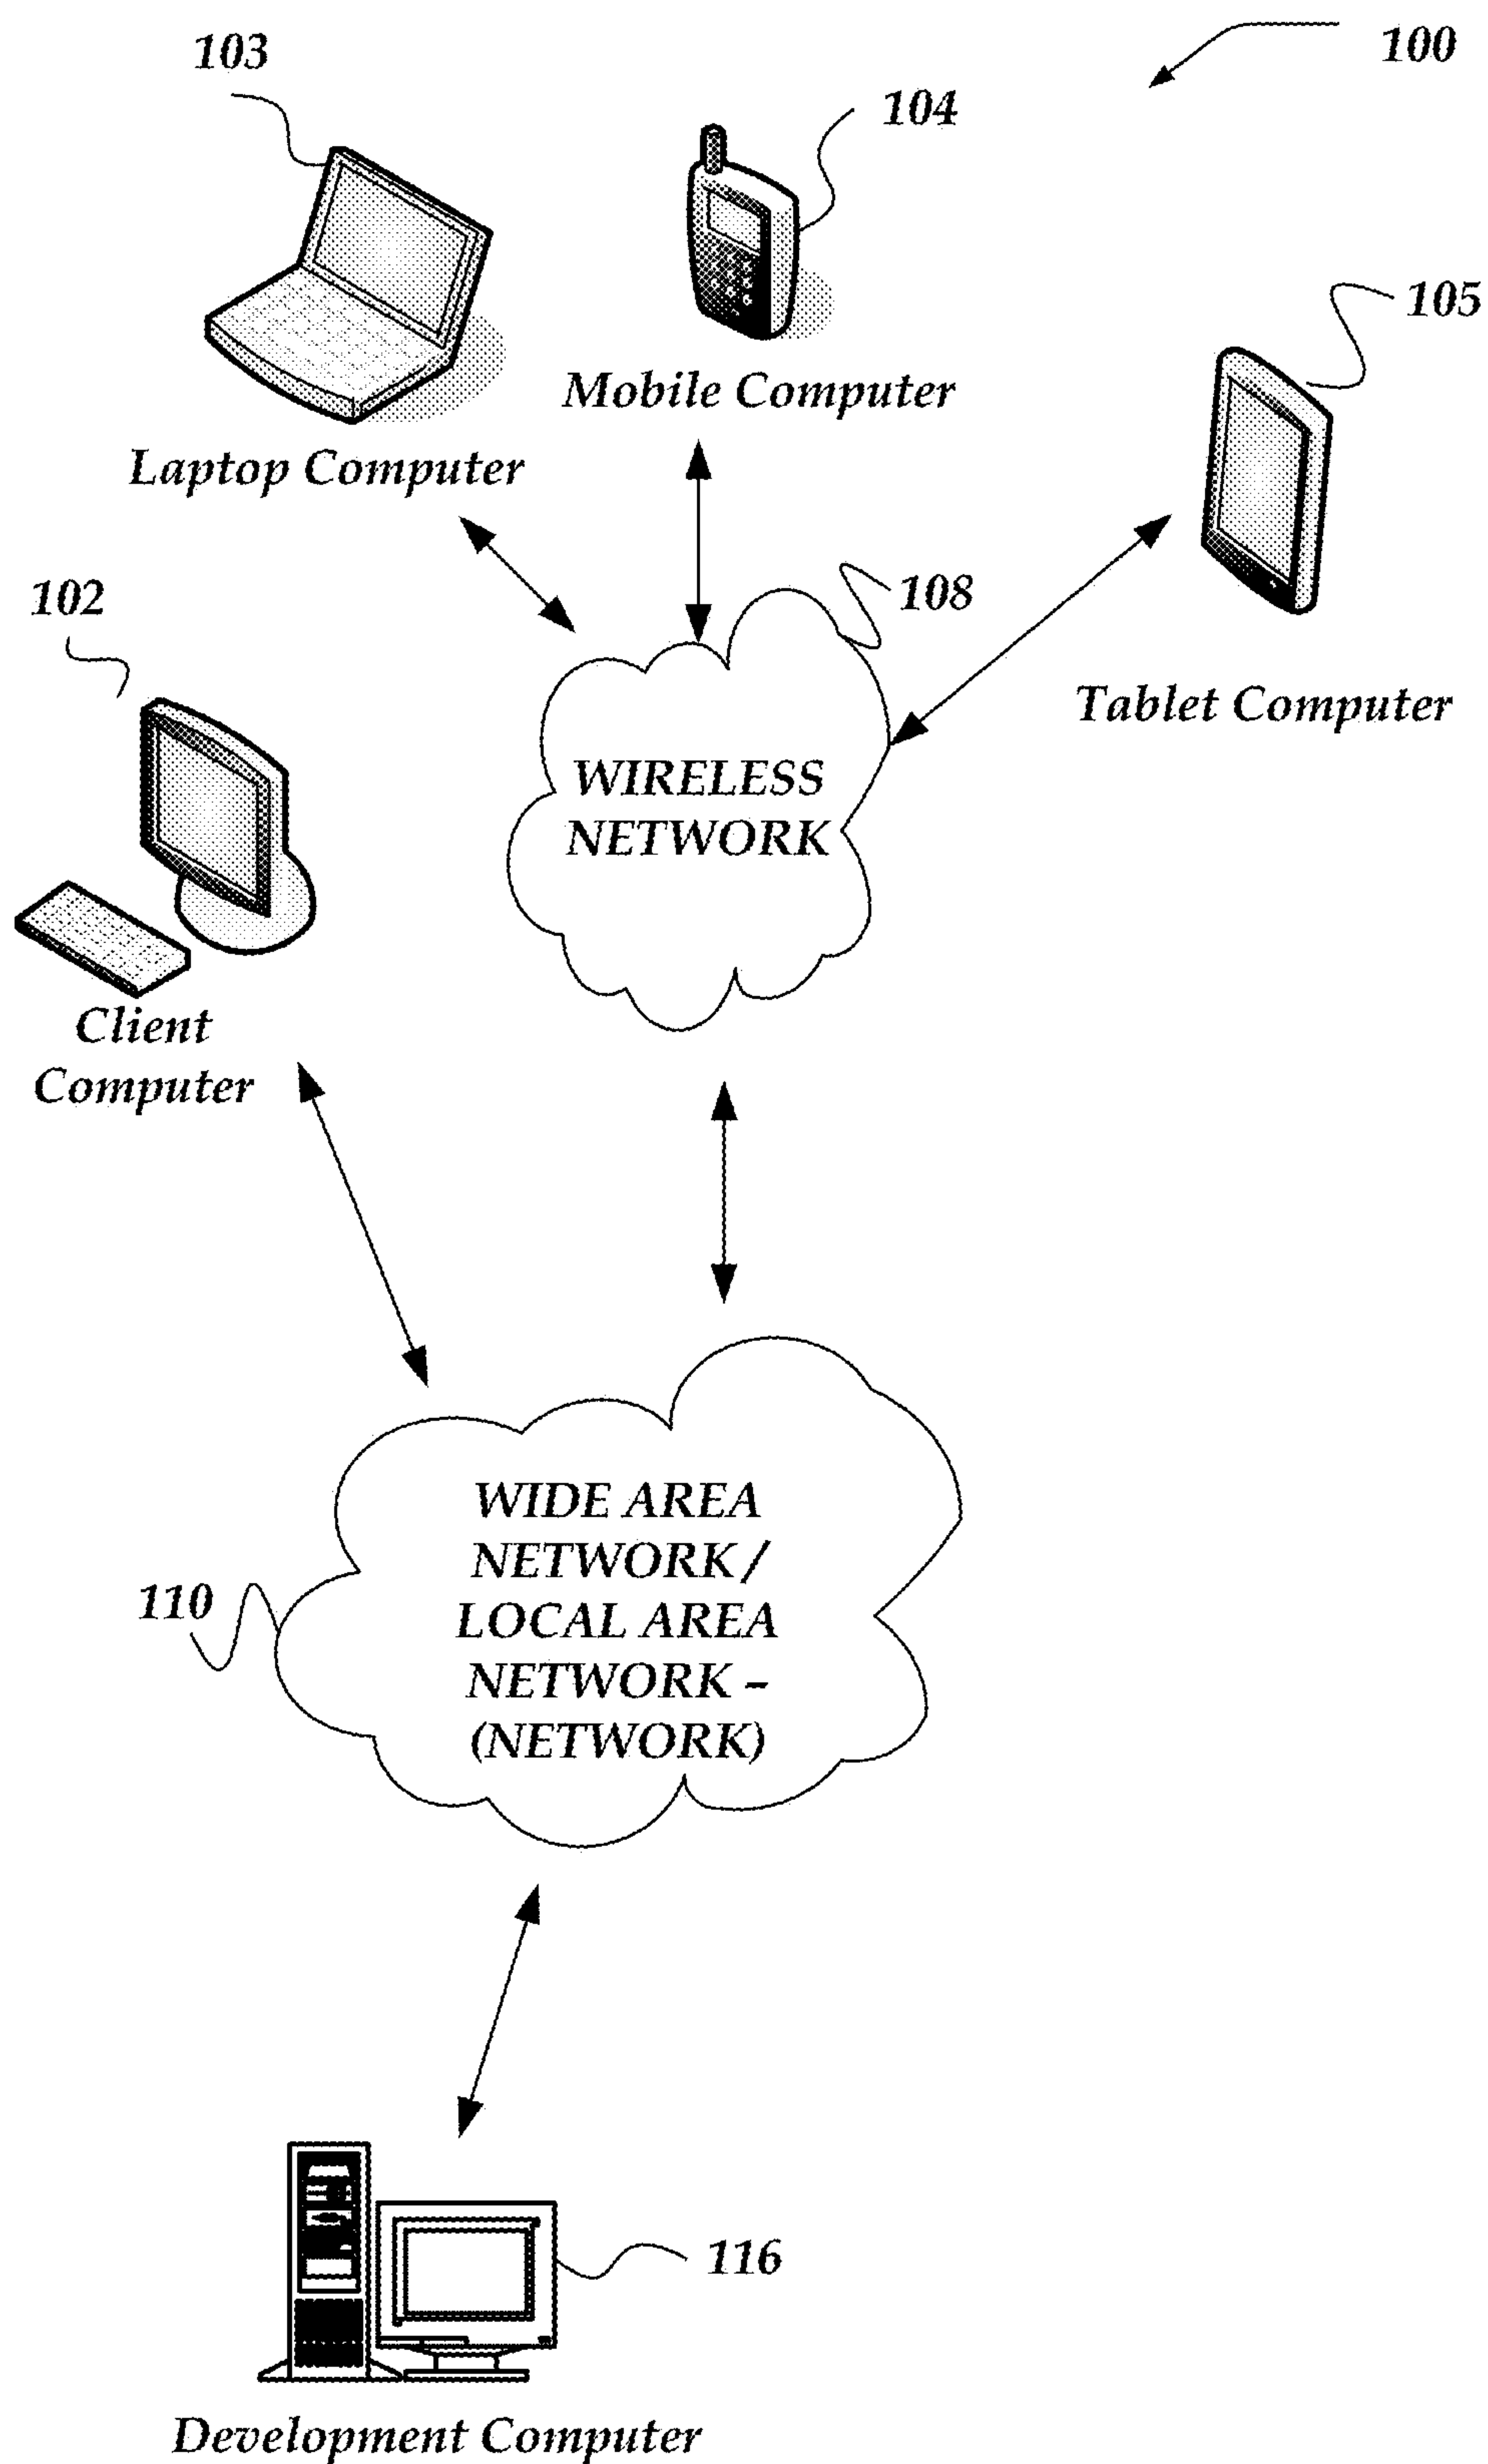 103
100
104
105
Mobile Computer
Laptop Computer
102
108
Tablet Computer
WIRELESS
NETWORK
Client
Computer
WIDE AREA
NETWORK /
LOCAL AREA
NETWORK –
(NETWORK)
110
116
Development Computer